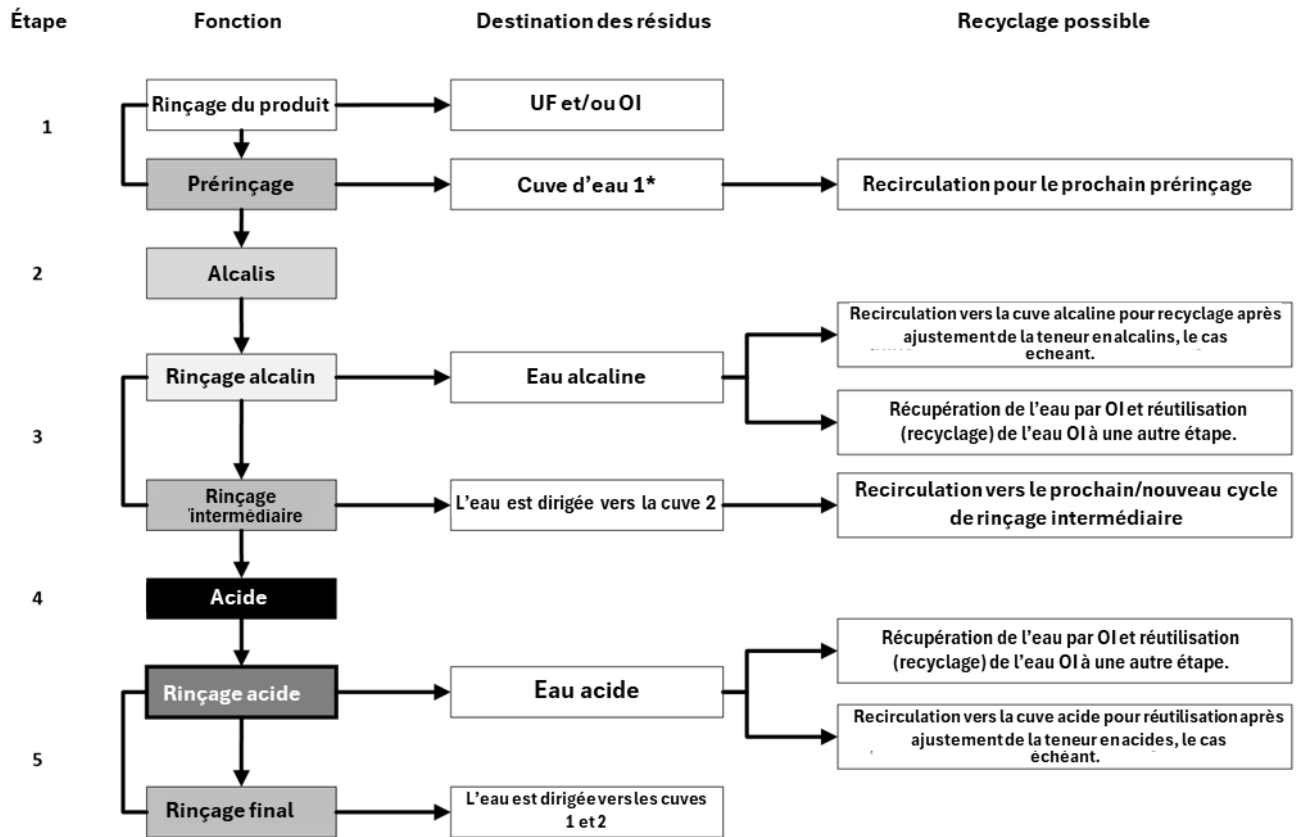 Étape Fonction Destination des résidus Recyclage possible
1
Rinçage du produit
UF et/ou OI
Prérinçage
Cuve d'eau 1*
Recirculation pour le prochain prérinçage
2
Alcalis
3
Rinçage alcalin
Eau alcaline
Recirculation vers la cuve alcaline pour recyclage après
ajustement de la teneur en alcalins, le cas
echéant.
Récupération de l'eau par OI et réutilisation
(recyclage) de l'eau OI à une autre étape.
Rinçage
intermédiaire
L'eau est dirigée vers la cuve 2
Recirculation vers le prochain/nouveau cycle
de rinçage intermédiaire
4
Acide
5
Rinçage acide
Eau acide
Récupération de l'eau par OI et réutilisation
(recyclage) de l'eau OI à une autre étape.
Recirculation vers la cuve acide pour réutilisation après
ajustement de la teneur en acides, le cas
échéant.
Rinçage final
L'eau est dirigée vers les cuves
1 et 2